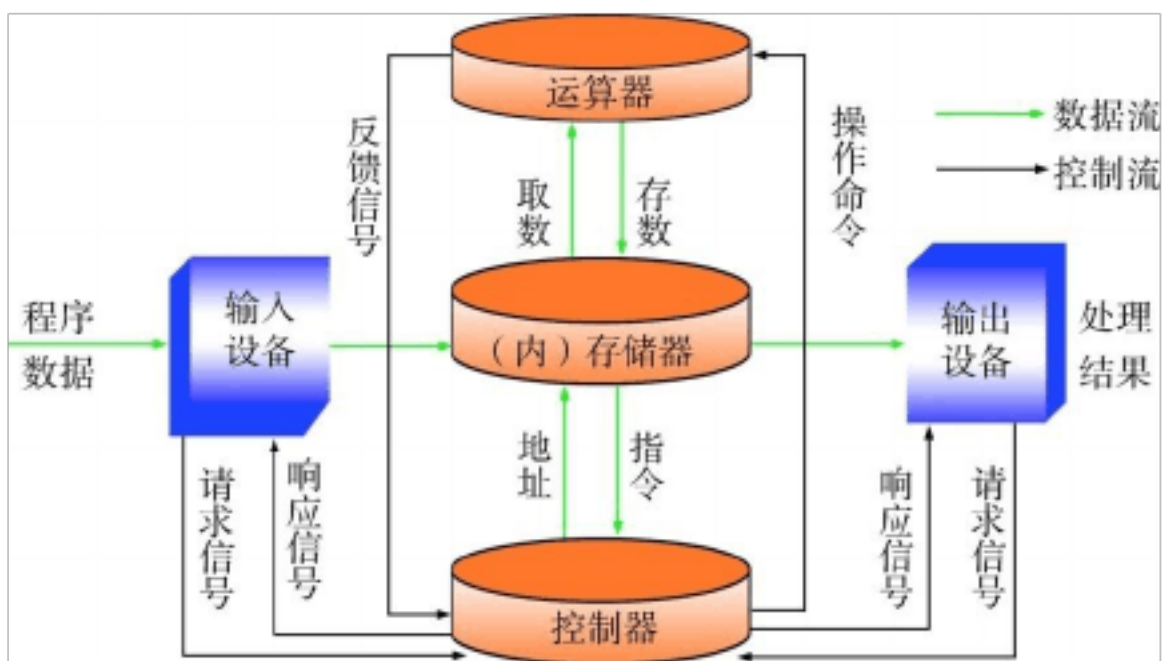 运算器
数据流
控制流
反馈信号
操作命令
取数
存数
程序
数据
输入
设备
（内）存储器
输出
设备
处理
结果
地址
指令
请求信号
响应信号
响应信号
请求信号
控制器